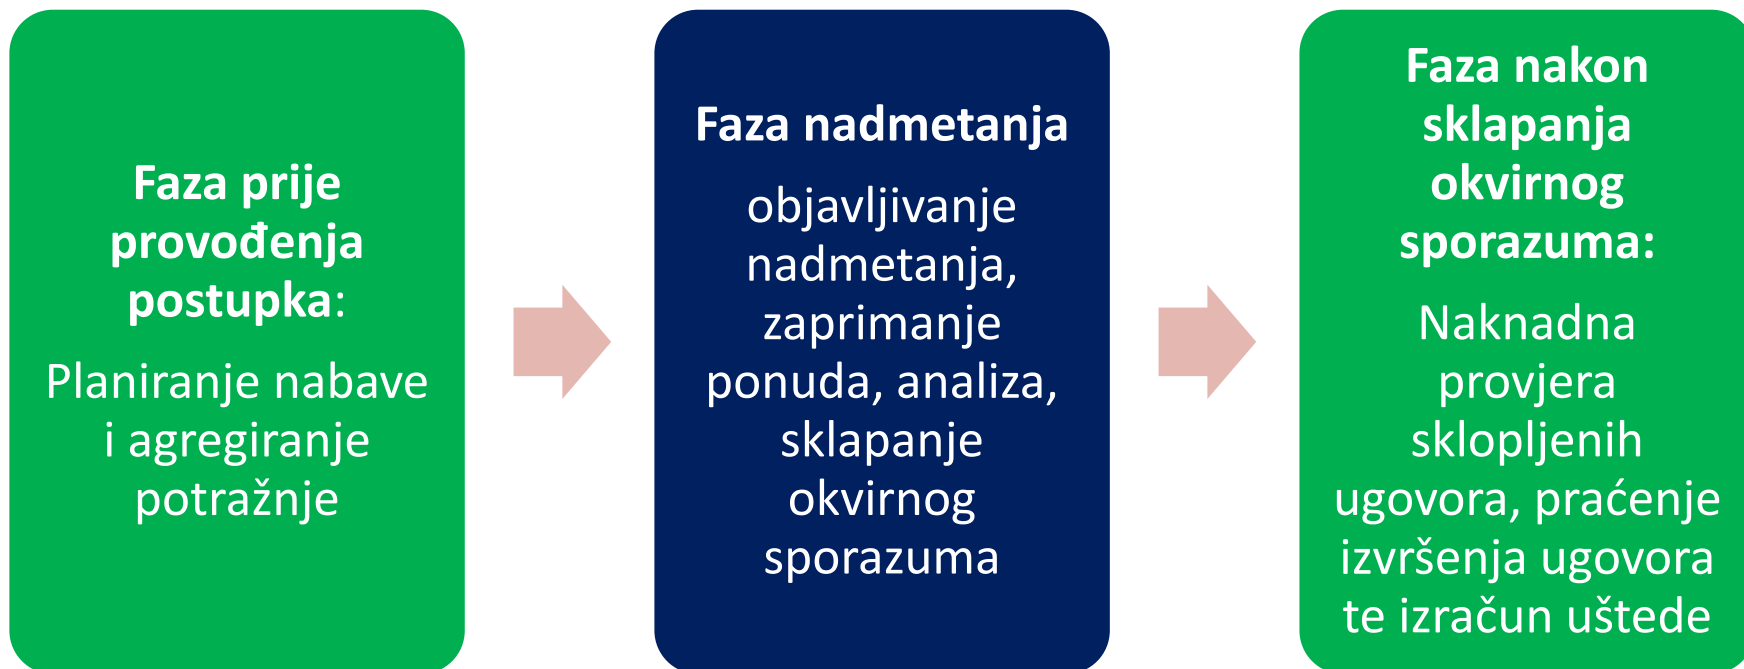 Faza prije
provođenja
postupka:
Planiranje nabave
i agregiranje
potražnje
Faza nadmetanja
objavljivanje
nadmetanja,
zaprimanje
ponuda, analiza,
sklapanje
okvirnog
sporazuma
Faza nakon
sklapanja
okvirnog
sporazuma:
Naknadna
provjera
sklopljenih
ugovora, praćenje
izvršenja ugovora
te izračun uštede